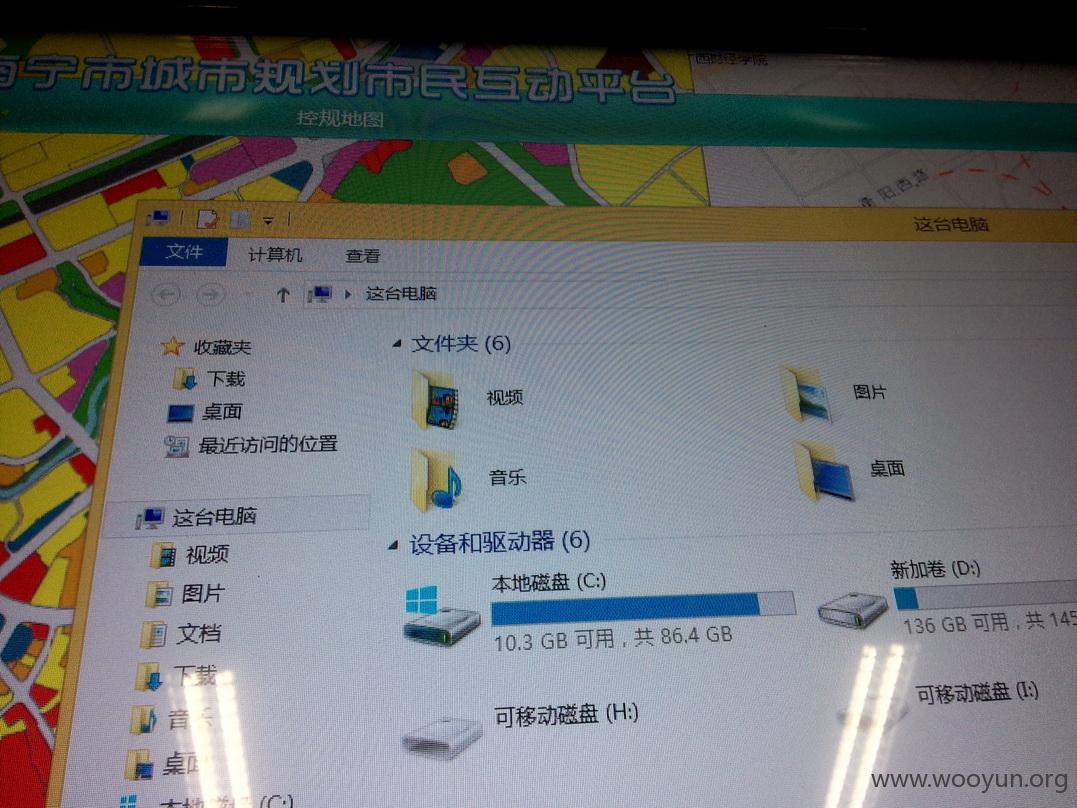 西财经学院
宁市城市规划市民互动平台
控规地图
阳西路
这台电脑
文件 计算机 查看
这台电脑
收藏夹
下载
桌面
最近访问的位置
这台电脑
视频
图片
文档
下载
音乐
桌面
本地磁盘 (C:)
文件夹 (6)
视频
图片
音乐
桌面
设备和驱动器 (6)
本地磁盘 (C:)
10.3 GB 可用，共 86.4 GB
新加卷 (D:)
136 GB 可用，共 145
可移动磁盘 (H:)
可移动磁盘 (I:)
www.wooyun.org